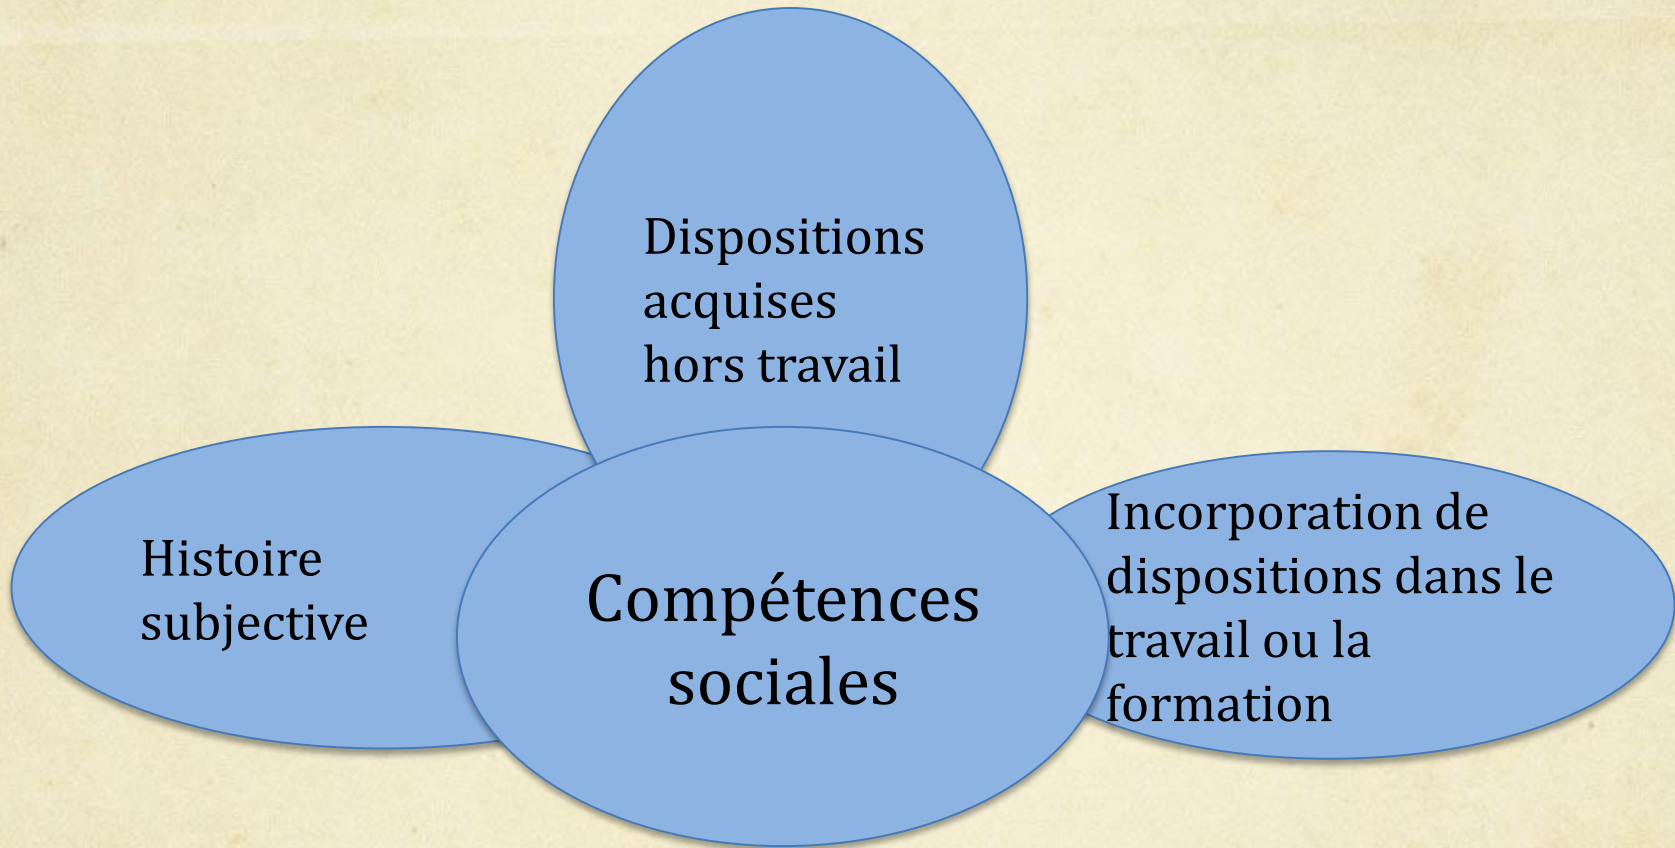 Dispositions
acquises
hors travail
Histoire
subjective
Compétences
sociales
Incorporation de
dispositions dans le
travail ou la
formation